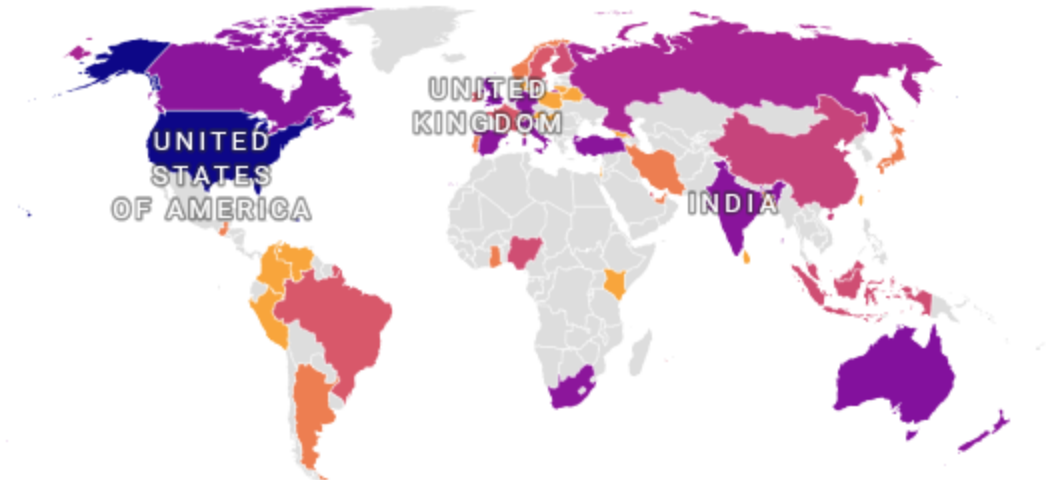 UNITED
STATES
OF AMERICA
UNITED
KINGDOM
INDIA